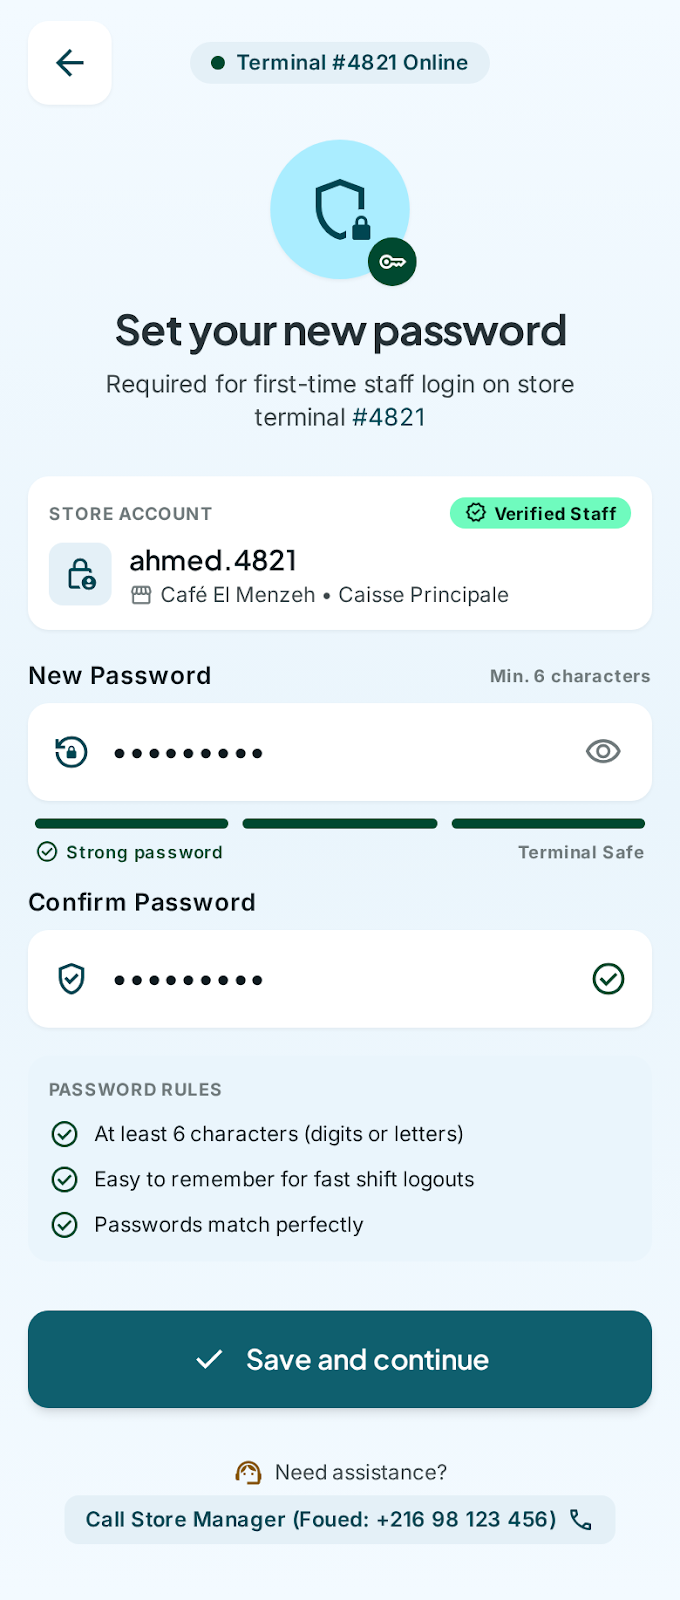 Terminal #4821 Online
Set your new password
Required for first-time staff login on store
terminal #4821
STORE ACCOUNT
Verified Staff
ahmed.4821
Café El Menzeh • Caisse Principale
New Password
Min. 6 characters
•••••••••
Strong password
Terminal Safe
Confirm Password
•••••••••
PASSWORD RULES
At least 6 characters (digits or letters)
Easy to remember for fast shift logouts
Passwords match perfectly
Save and continue
Need assistance?
Call Store Manager (Foued: +216 98 123 456)